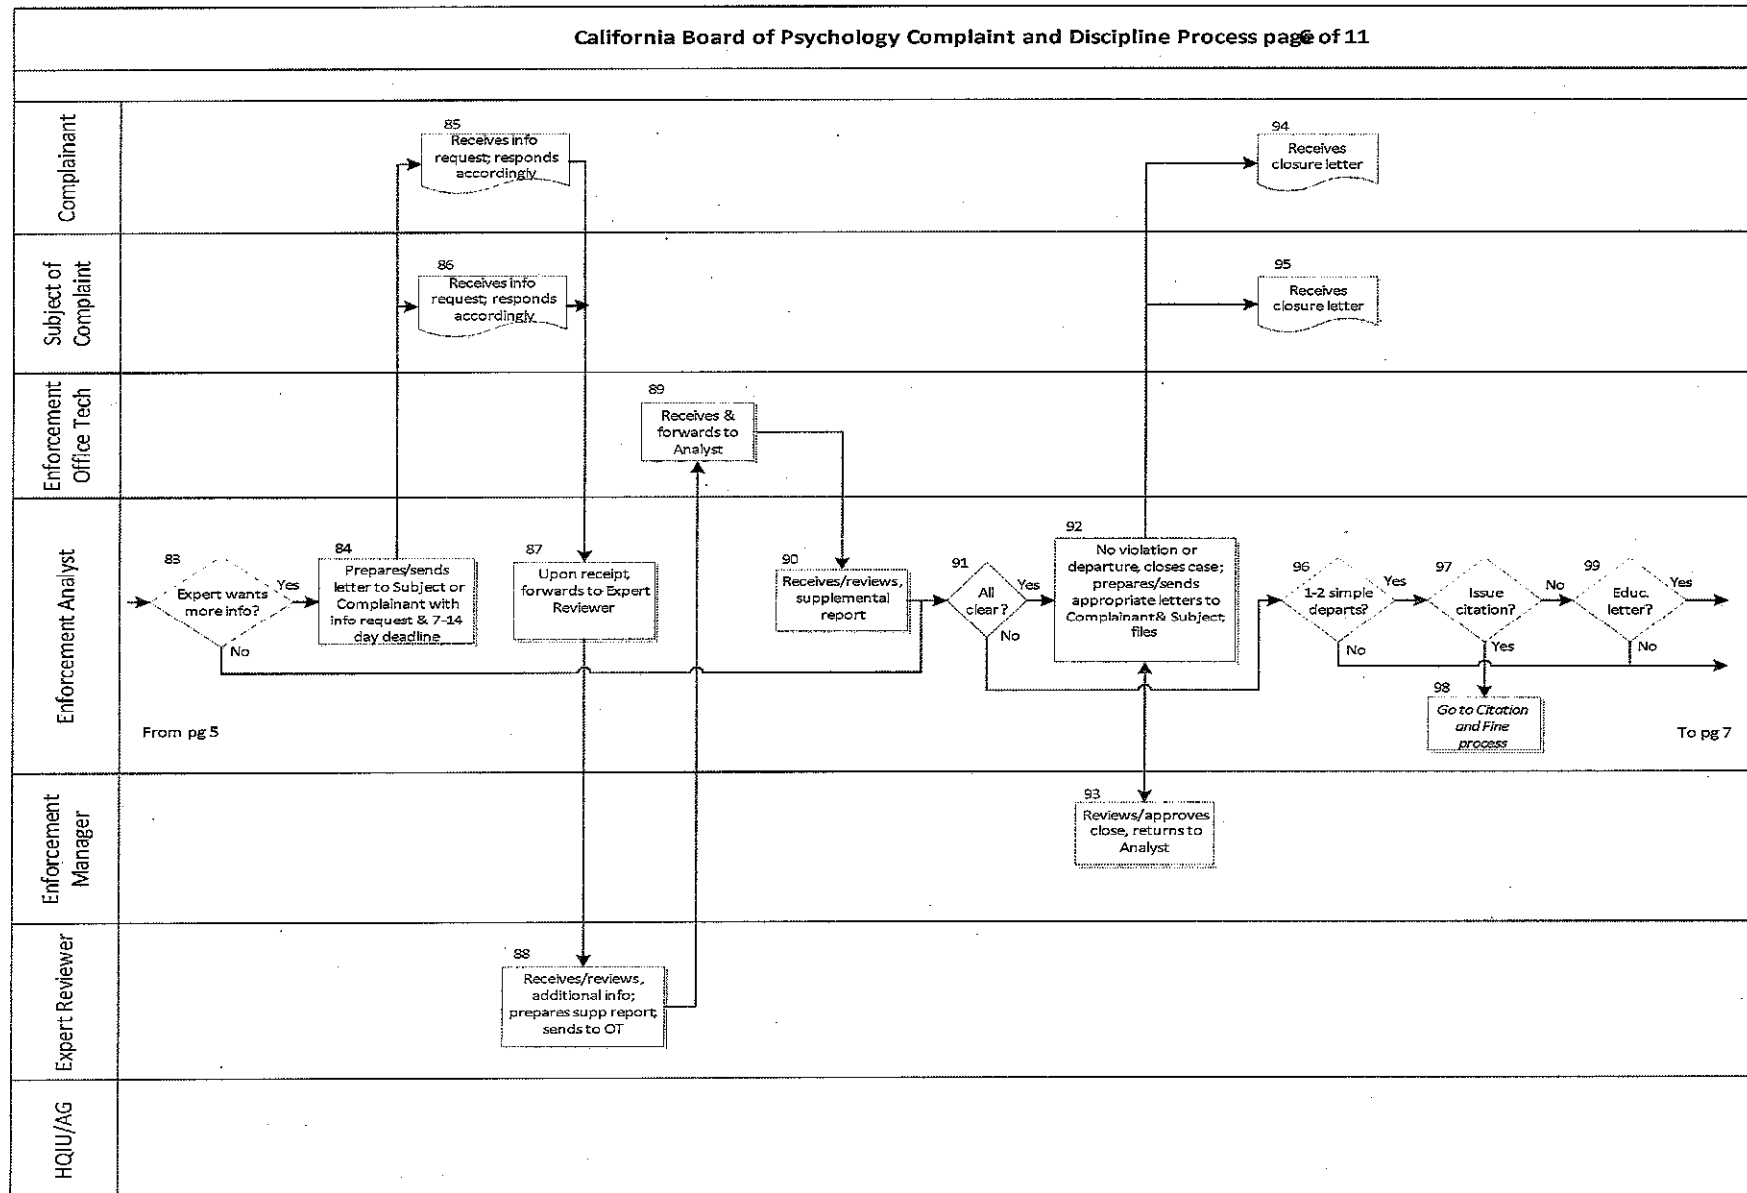 California Board of Psychology Complaint and Discipline Process page 6 of 11
Complainant
85
Receives info
request; responds
accordingly
94
Receives
closure letter
Subject of
Complaint
86
Receives info
request; responds
accordingly
95
Receives
closure letter
Enforcement
Office Tech
89
Receives &
forwards to
Analyst
Enforcement Analyst
83
Expert wants
more info?
Yes
No
84
Prepares/sends
letter to Subject or
Complainant with
info request & 7-14
day deadline
87
Upon receipt,
forwards to Expert
Reviewer
90
Receives/reviews,
supplemental
report
91
All
clear?
Yes
No
92
No violation or
departure, closes case;
prepares/sends
appropriate letters to
Complainant & Subject,
files
96
1-2 simple
departs?
Yes
No
97
Issue
citation?
No
Yes
98
Go to Citation
and Fine
process
99
Educ.
letter?
Yes
No
From pg 5
To pg 7
Enforcement
Manager
93
Reviews/approves
close, returns to
Analyst
Expert Reviewer
88
Receives/reviews,
additional info;
prepares supp report,
sends to OT
HQIU/AG